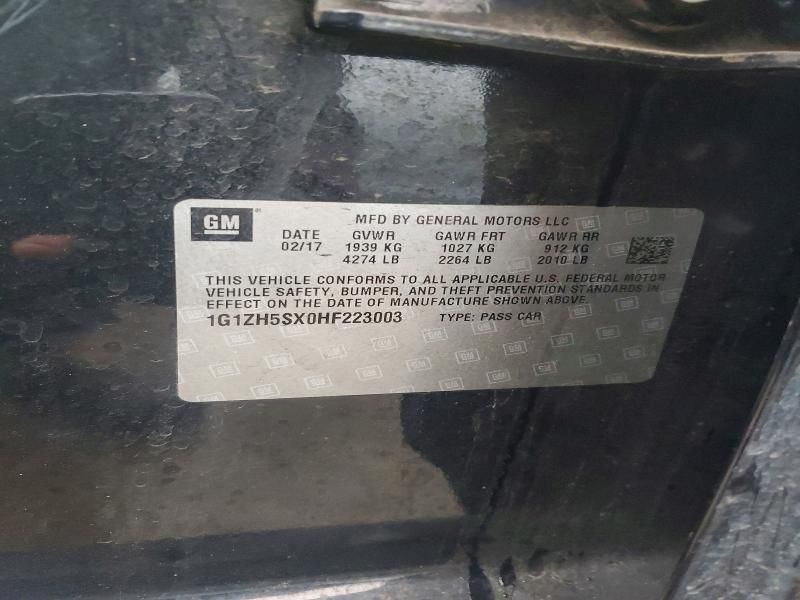 GM
MFD BY GENERAL MOTORS LLC
DATE GVWR GAWR FRT GAWR RR
02/17 1939 KG 1027 KG 912 KG
4274 LB 2264 LB 2010 LB
THIS VEHICLE CONFORMS TO ALL APPLICABLE U.S. FEDERAL MOTOR
VEHICLE SAFETY, BUMPER, AND THEFT PREVENTION STANDARDS IN
EFFECT ON THE DATE OF MANUFACTURE SHOWN ABOVE.
1G1ZH5SX0HF223003 TYPE: PASS CAR